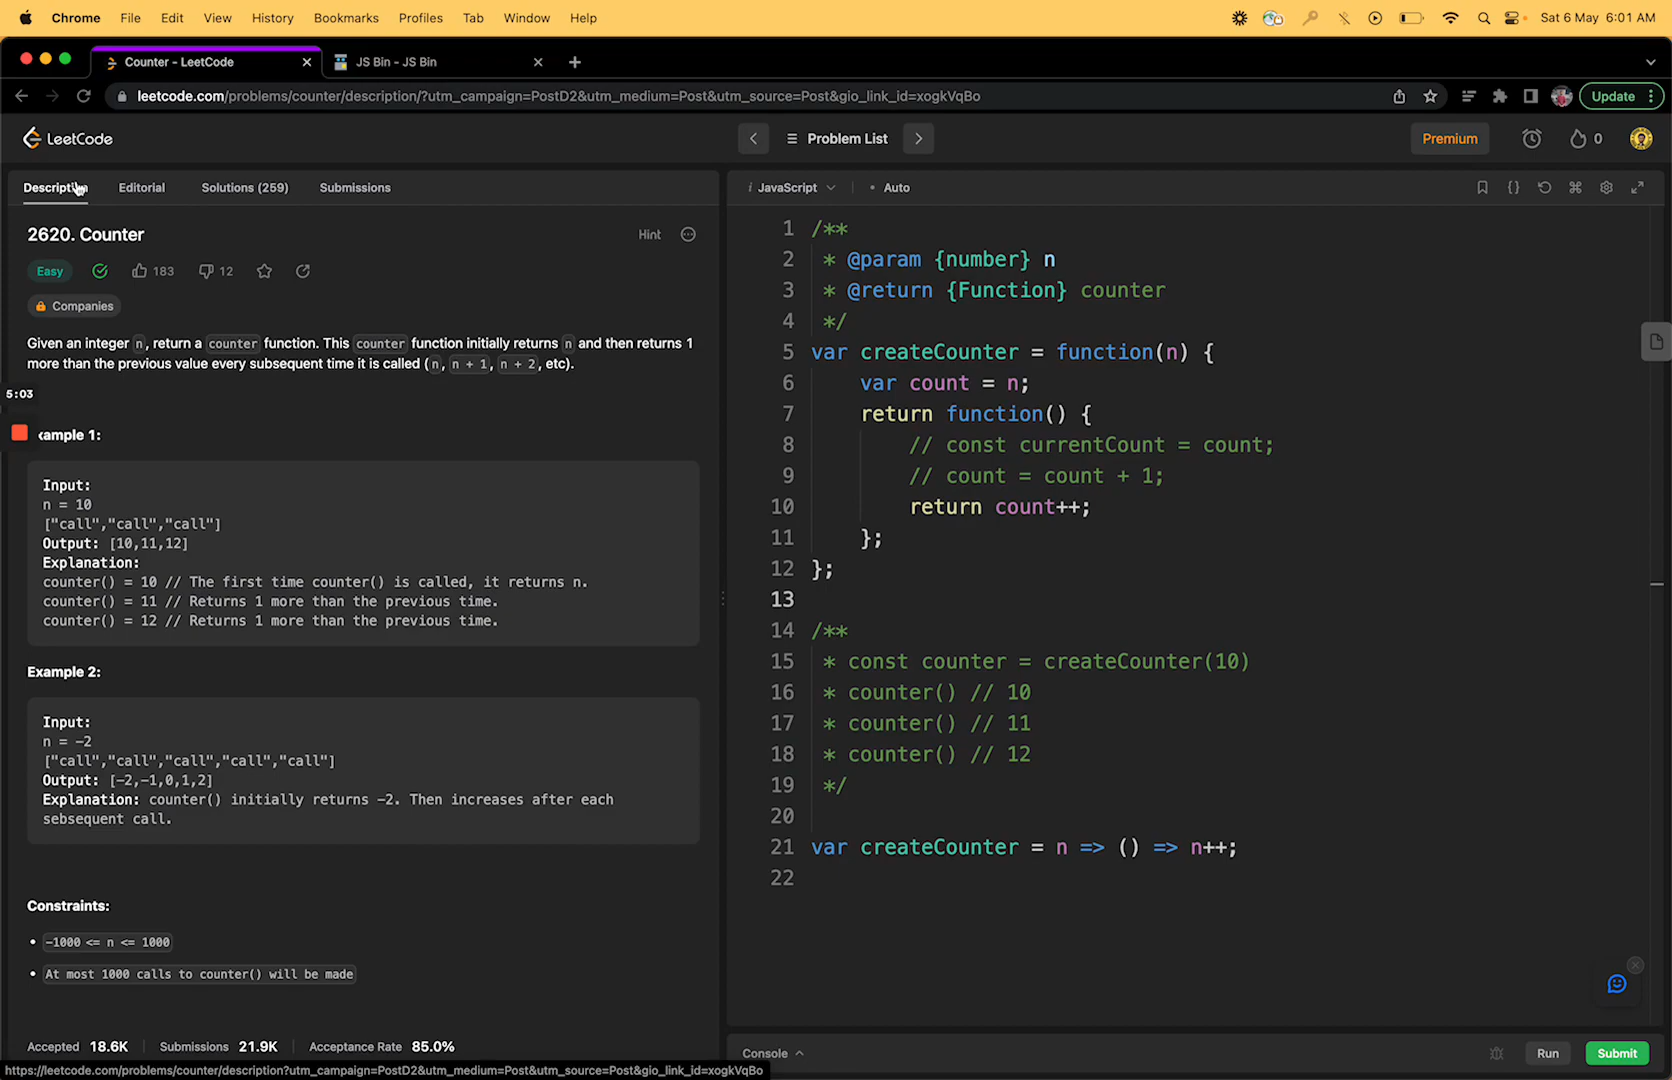 Chrome File Edit View History Bookmarks Profiles Tab Window Help Sat 6 May 6:01 AM
Counter - LeetCode JS Bin - JS Bin
leetcode.com/problems/counter/description/?utm_campaign=PostD2&utm_medium=Post&utm_source=Post&gio_link_id=xogkVqBo Update
LeetCode Problem List Premium 0
Description Editorial Solutions (259) Submissions
2620. Counter Hint
Easy 183 12
Companies
Given an integer n, return a counter function. This counter function initially returns n and then returns 1
more than the previous value every subsequent time it is called (n, n + 1, n + 2, etc).
5:03
xample 1:
Input:
n = 10
["call","call","call"]
Output: [10,11,12]
Explanation:
counter() = 10 // The first time counter() is called, it returns n.
counter() = 11 // Returns 1 more than the previous time.
counter() = 12 // Returns 1 more than the previous time.
Example 2:
Input:
n = -2
["call","call","call","call","call"]
Output: [-2,-1,0,1,2]
Explanation: counter() initially returns -2. Then increases after each
sebsequent call.
Constraints:
• -1000 <= n <= 1000
• At most 1000 calls to counter() will be made
Accepted 18.6K Submissions 21.9K Acceptance Rate 85.0%
https://leetcode.com/problems/counter/description?utm_campaign=PostD2&utm_medium=Post&utm_source=Post&gio_link_id=xogkVqBo
i JavaScript • Auto
1 /**
2 * @param {number} n
3 * @return {Function} counter
4 */
5 var createCounter = function(n) {
6 var count = n;
7 return function() {
8 // const currentCount = count;
9 // count = count + 1;
10 return count++;
11 };
12 };
13
14 /**
15 * const counter = createCounter(10)
16 * counter() // 10
17 * counter() // 11
18 * counter() // 12
19 */
20
21 var createCounter = n => () => n++;
22
Console Run Submit